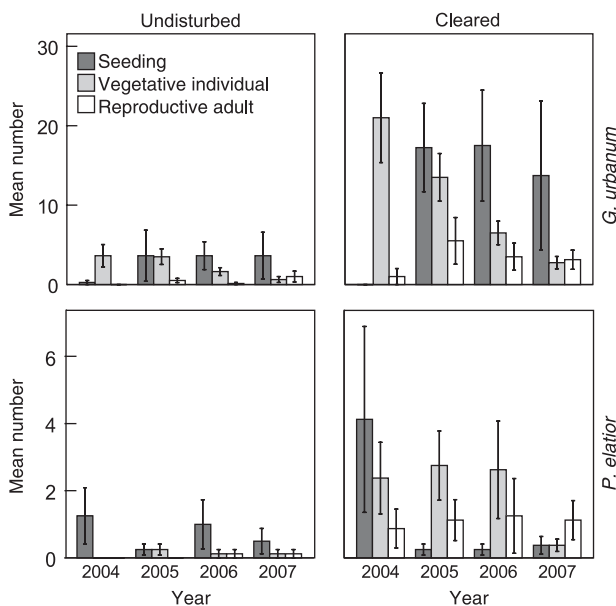 Undisturbed Cleared
30
20
10
0
Mean number
Seeding
Vegetative individual
Reproductive adult
G. urbanum
6
4
2
0
Mean number
P. elatior
2004 2005 2006 2007 2004 2005 2006 2007
Year Year